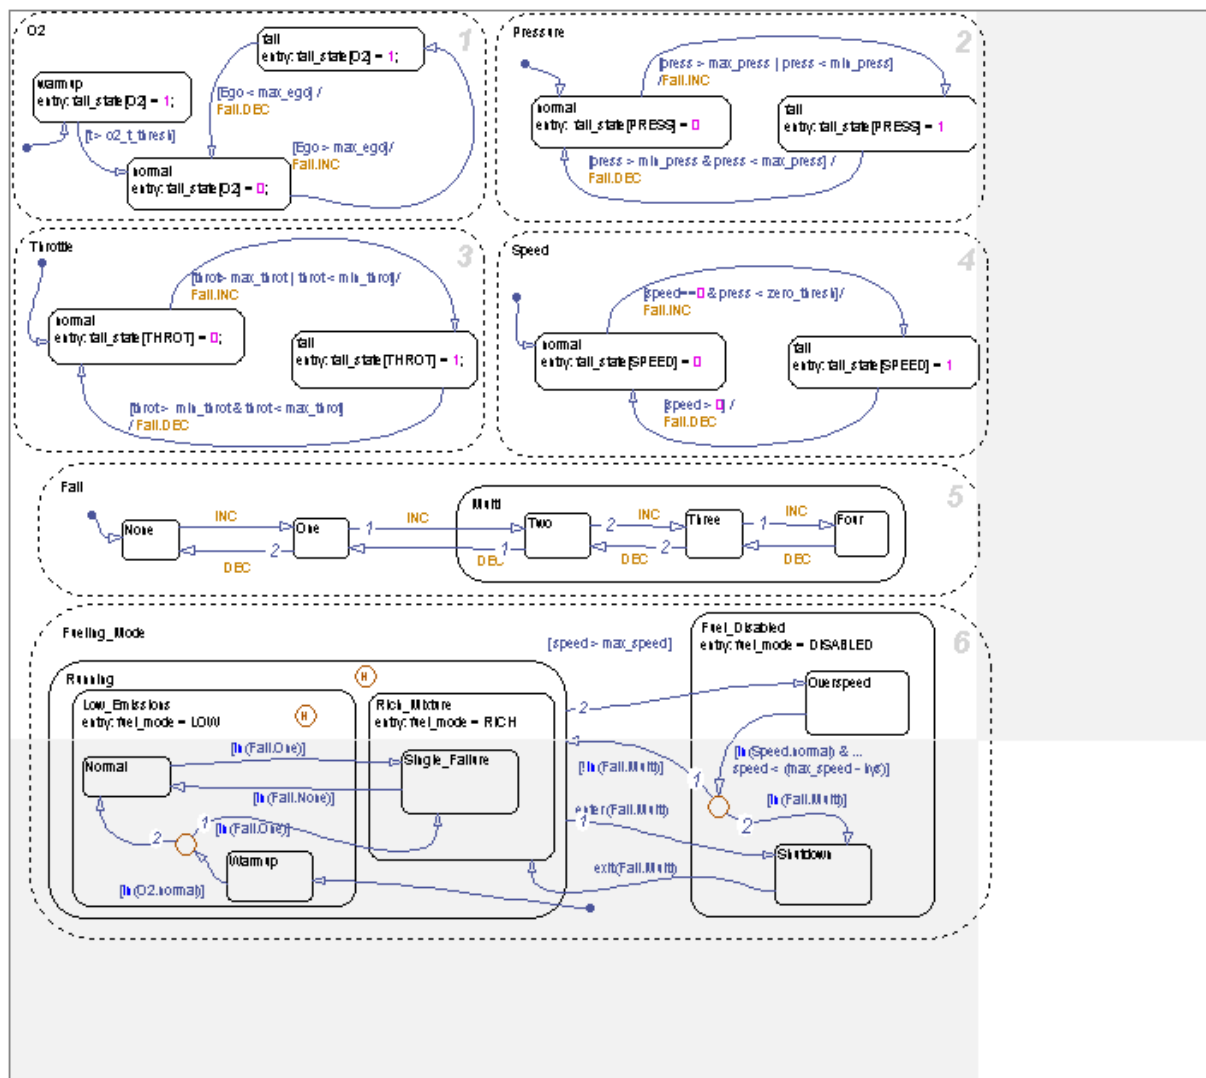 O2
1
fail
entry: fail_state[O2] = 1;
warmup
entry: fail_state[O2] = 1;
[Ego < max_ego] /
Fail.DEC
[t > o2_t_thresh]
[Ego > max_ego]/
Fail.INC
normal
entry: fail_state[O2] = 0;
Pressure
2
[press > max_press | press < min_press]
/Fail.INC
normal
entry: fail_state[PRESS] = 0
fail
entry: fail_state[PRESS] = 1
[press > min_press & press < max_press] /
Fail.DEC
Throttle
3
[throt > max_throt | throt < min_throt]/
Fail.INC
normal
entry: fail_state[THROT] = 0;
fail
entry: fail_state[THROT] = 1;
[throt > min_throt & throt < max_throt]
/ Fail.DEC
Speed
4
[speed==0 & press < zero_thresh]/
Fail.INC
normal
entry: fail_state[SPEED] = 0
fail
entry: fail_state[SPEED] = 1
[speed > 0] /
Fail.DEC
Fail
5
Multi
None
INC
One
1
INC
Two
2
INC
Three
1
INC
Four
2
DEC
1
DEC
2
DEC
DEC
Fueling_Mode
6
[speed > max_speed]
Fuel_Disabled
entry: fuel_mode = DISABLED
Running
H
Low_Emissions
entry: fuel_mode = LOW
H
Rich_Mixture
entry: fuel_mode = RICH
2
Overspeed
[in(Fail.One)]
Normal
Single_Failure
[in(Fail.None)]
[!in(Fail.Multi)]
[in(Speed.normal) & ...
speed < (max_speed - hys)]
1
[in(Fail.Multi)]
2
1
[in(Fail.One)]
2
enter(Fail.Multi)
1
Warmup
[in(O2.normal)]
exit(Fail.Multi)
Shutdown